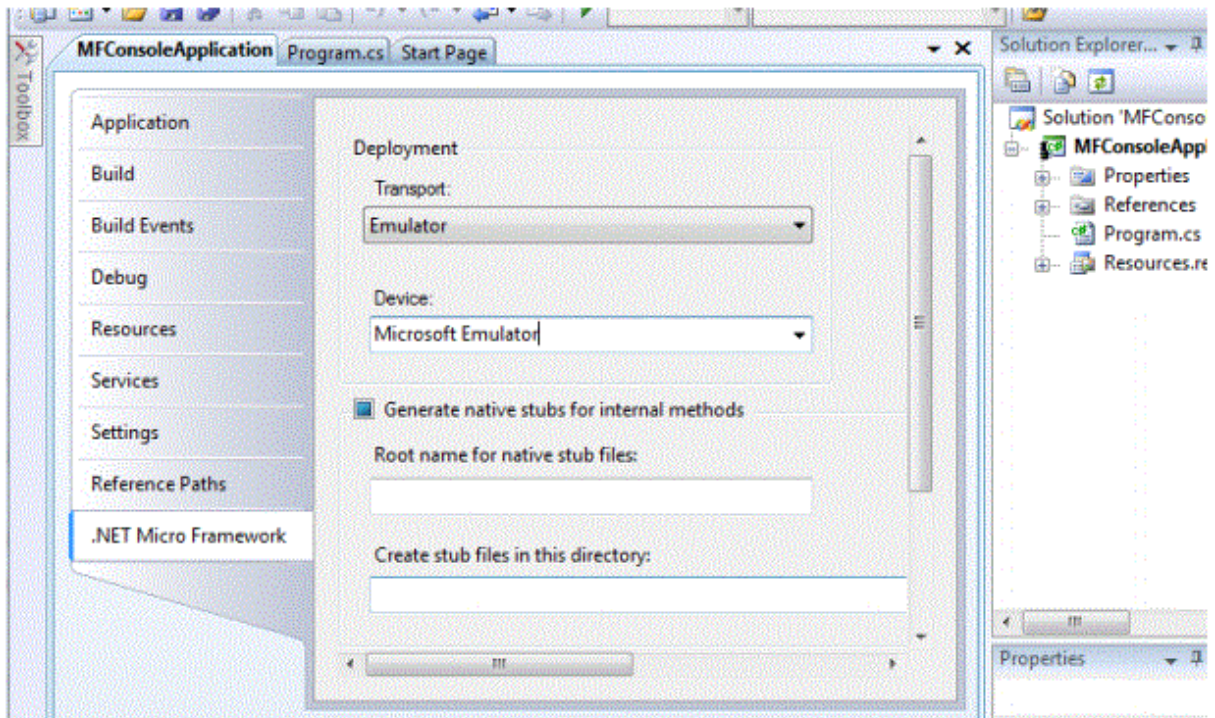 MFConsoleApplication Program.cs Start Page
Solution Explorer...
Toolbox
Application
Build
Build Events
Debug
Resources
Services
Settings
Reference Paths
.NET Micro Framework
Deployment
Transport:
Emulator
Device:
Microsoft Emulator
Generate native stubs for internal methods
Root name for native stub files:
Create stub files in this directory:
Solution 'MFConso
MFConsoleAppl
Properties
References
Program.cs
Resources.re
Properties